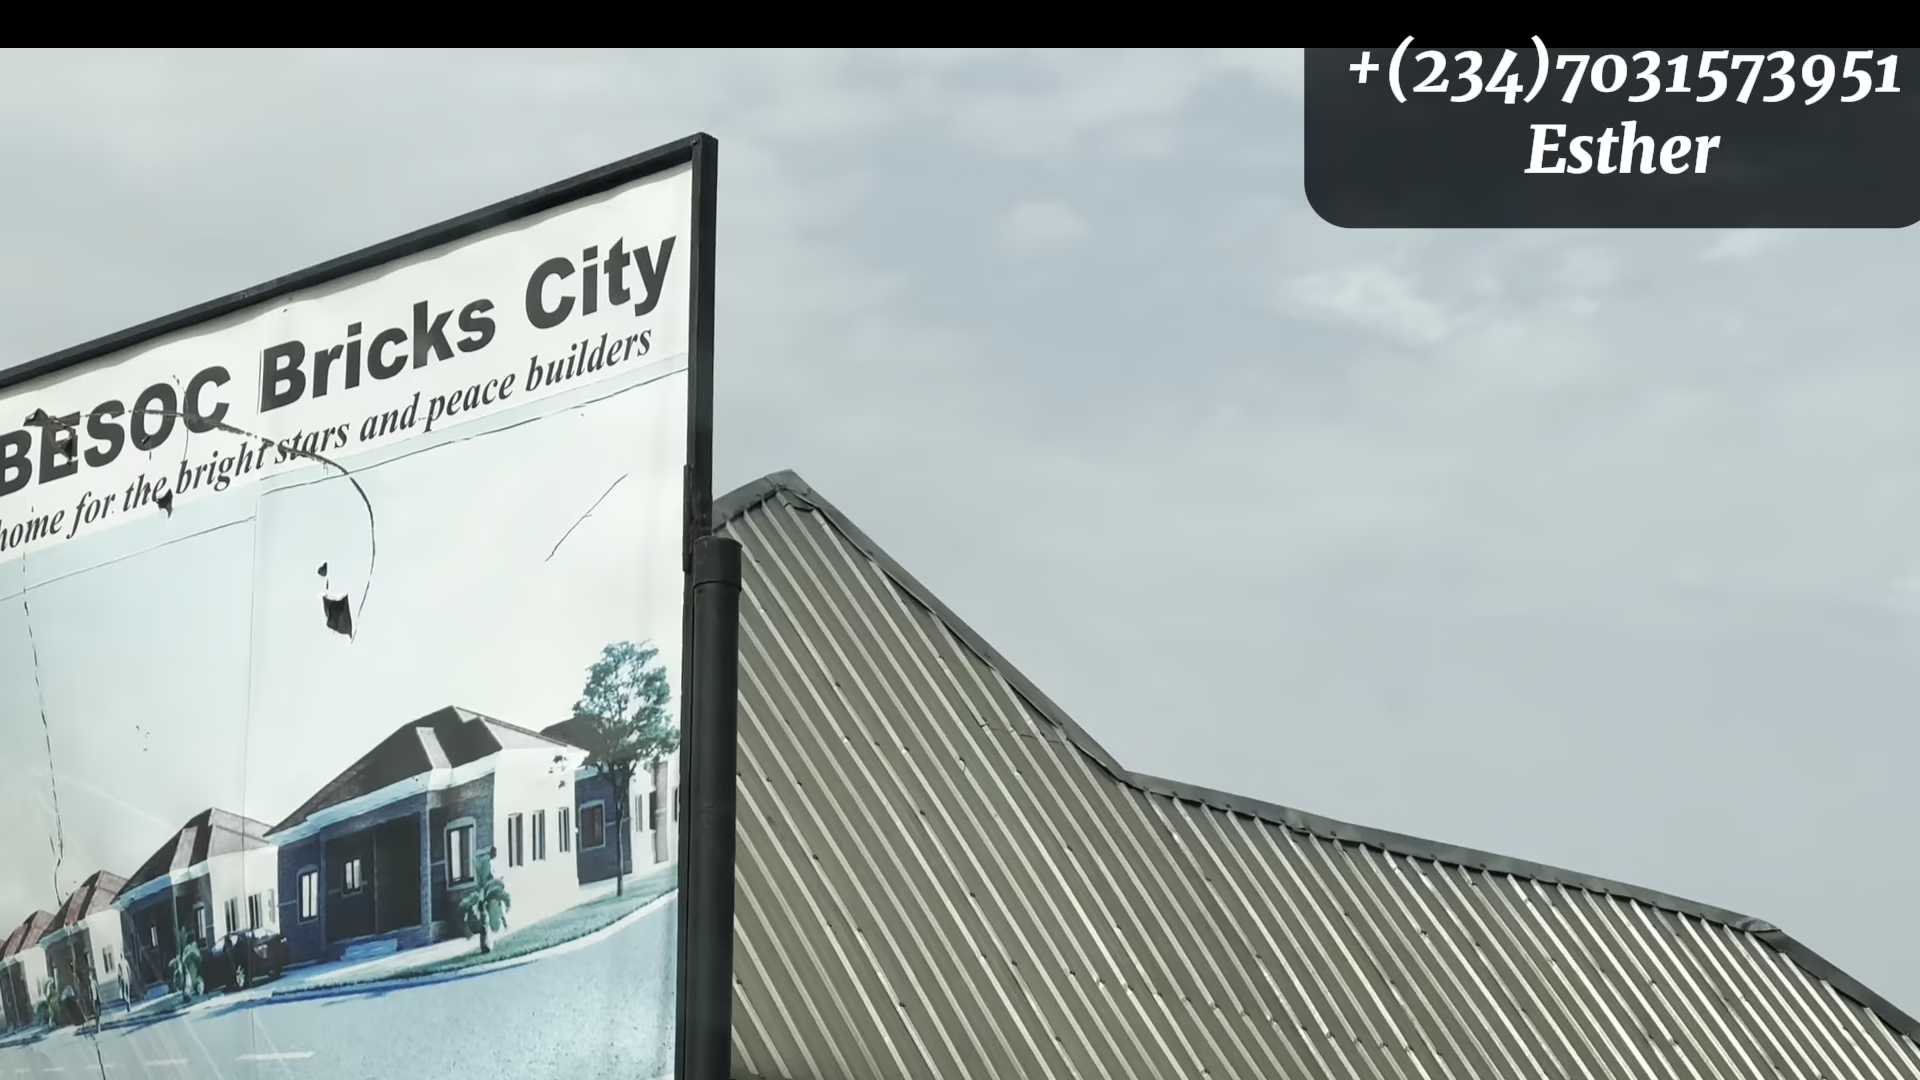 +(234)7031573951
Esther
BESOC Bricks City
home for the bright stars and peace builders